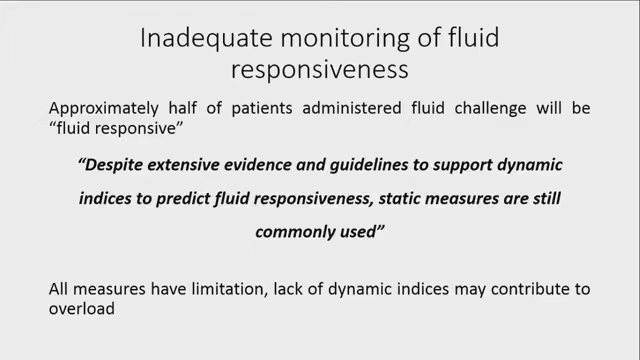 Inadequate monitoring of fluid
responsiveness
Approximately half of patients administered fluid challenge will be
“fluid responsive”
“Despite extensive evidence and guidelines to support dynamic
indices to predict fluid responsiveness, static measures are still
commonly used”
All measures have limitation, lack of dynamic indices may contribute to
overload